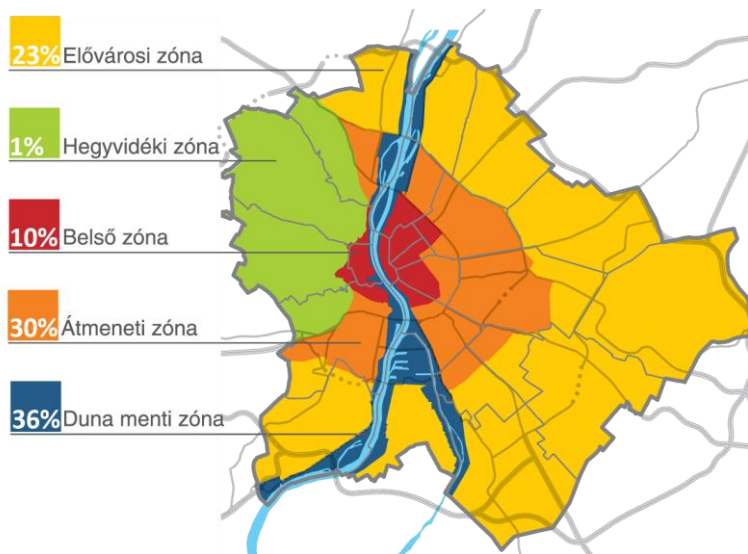 23% Elővárosi zóna
1% Hegyvidéki zóna
10% Belső zóna
30% Átmeneti zóna
36% Duna menti zóna